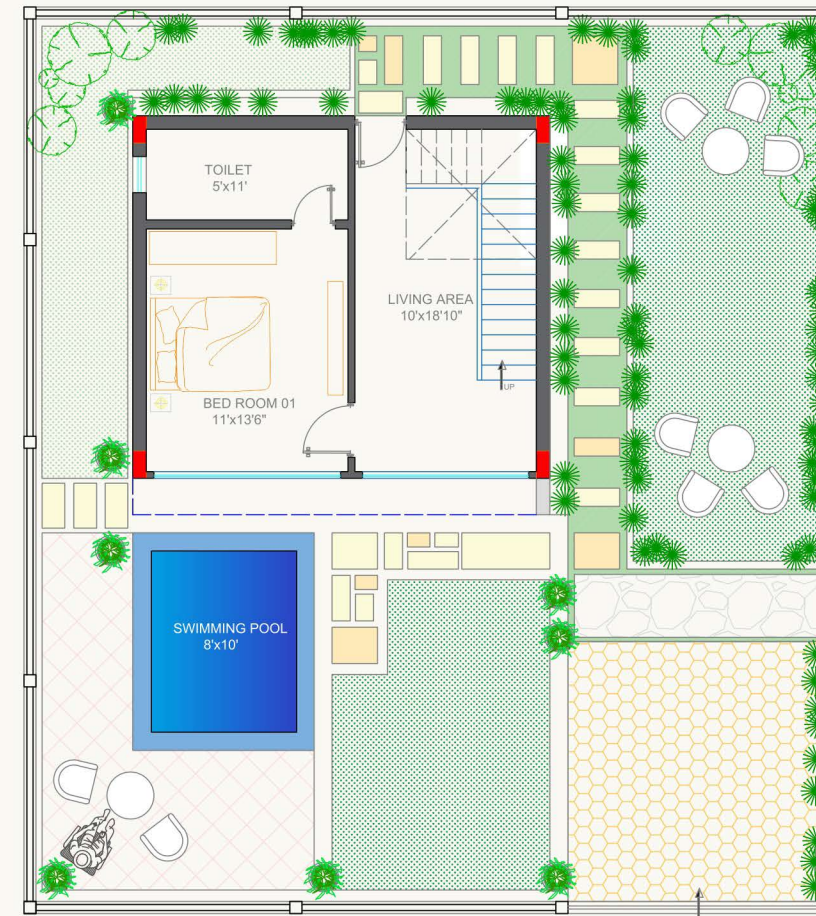 TOILET
5'x11'
LIVING AREA
10'x18'10"
UP
BED ROOM 01
11'x13'6"
SWIMMING POOL
8'x10'